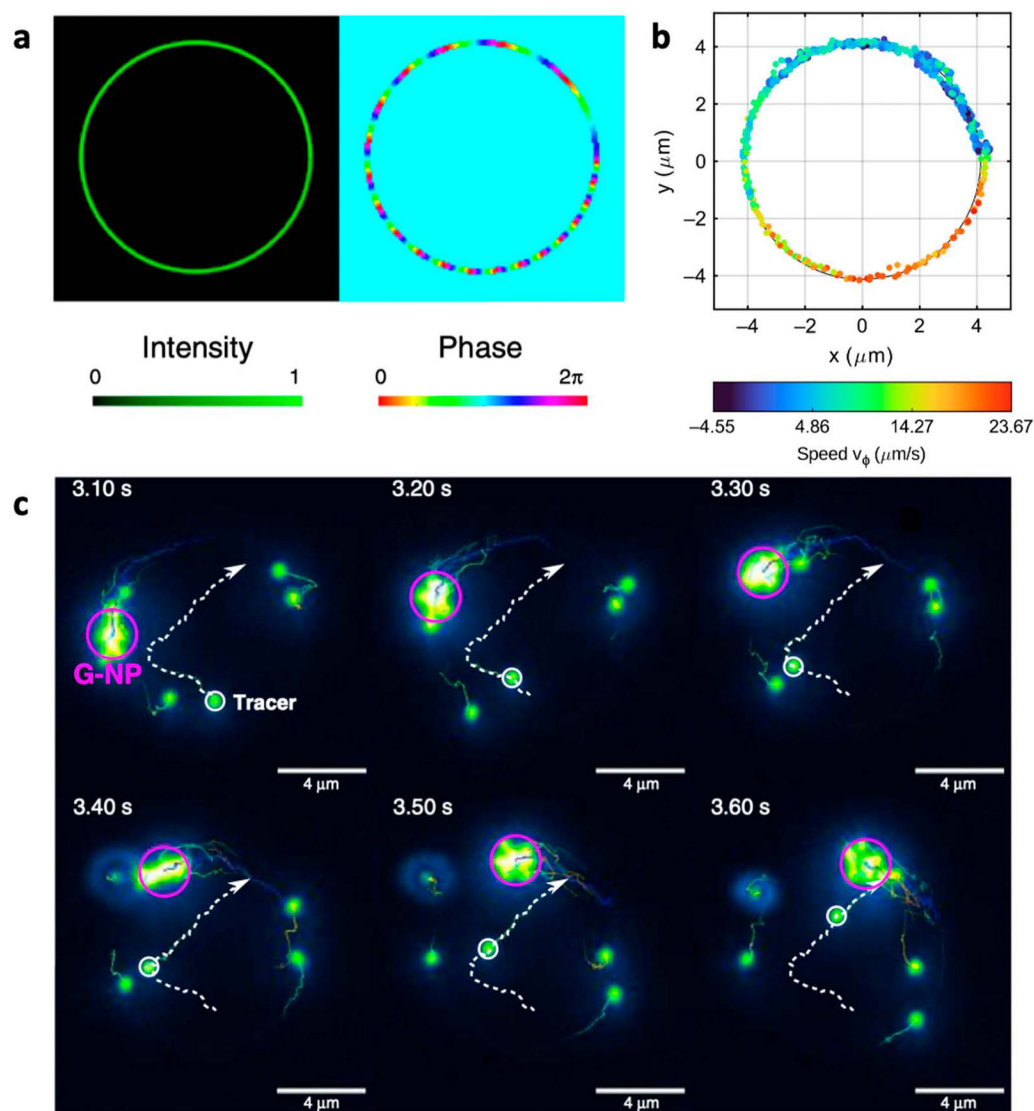 a
b
4
2
0
−2
−4
y (μm)
−4 −2 0 2 4
x (μm)
Intensity
0 1
Phase
0 2π
−4.55 4.86 14.27 23.67
Speed vϕ (μm/s)
c
3.10 s 3.20 s 3.30 s
G-NP
Tracer
4 μm 4 μm 4 μm
3.40 s 3.50 s 3.60 s
4 μm 4 μm 4 μm